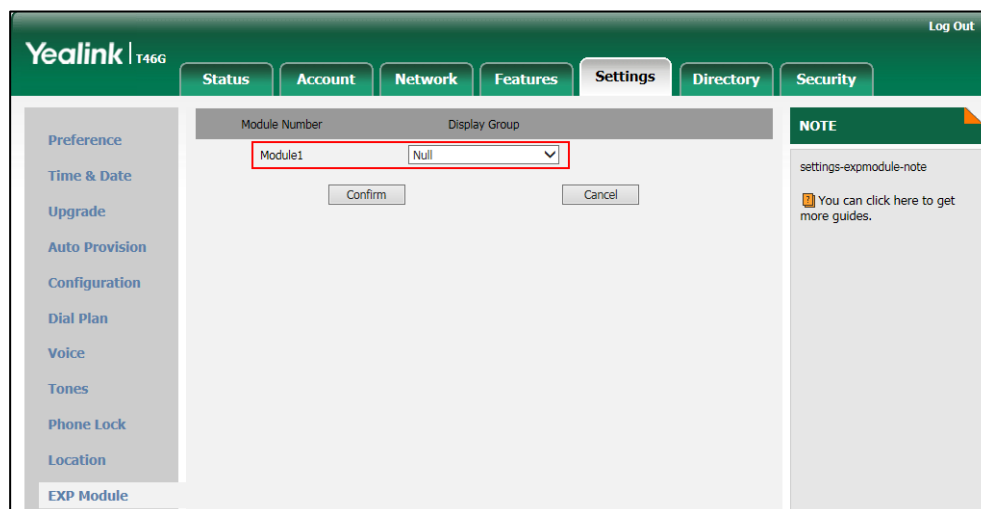 Log Out
Yealink | T46G
Status Account Network Features Settings Directory Security
Preference
Time & Date
Upgrade
Auto Provision
Configuration
Dial Plan
Voice
Tones
Phone Lock
Location
EXP Module
Module Number Display Group
Module1 Null
Confirm Cancel
NOTE
settings-expmodule-note
You can click here to get
more guides.